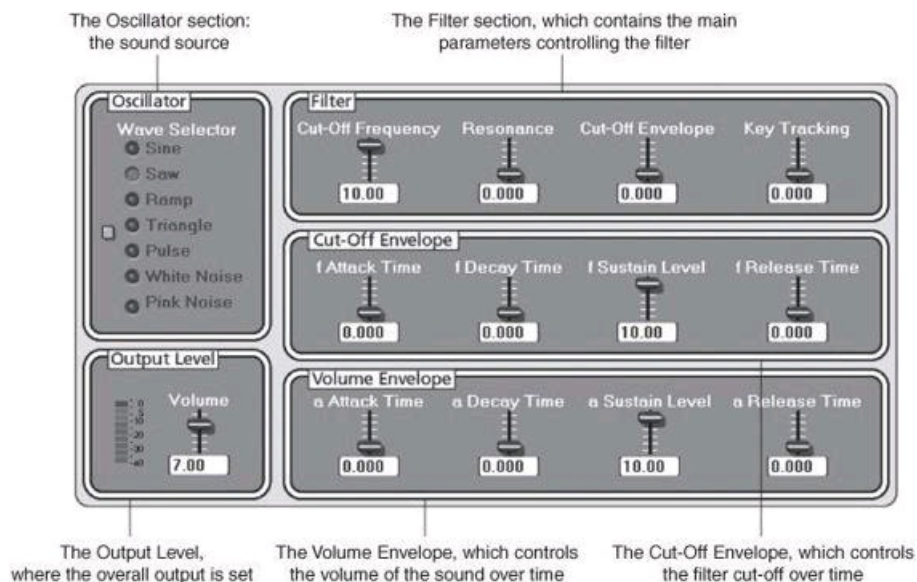 The Oscillator section:
the sound source
The Filter section, which contains the main
parameters controlling the filter
Oscillator
Wave Selector
Sine
Saw
Ramp
Triangle
Pulse
White Noise
Pink Noise
Filter
Cut-Off Frequency Resonance Cut-Off Envelope Key Tracking
10.00 0.000 0.000 0.000
Cut-Off Envelope
f Attack Time f Decay Time f Sustain Level f Release Time
0.000 0.000 10.00 0.000
Output Level
Volume
7.00
Volume Envelope
a Attack Time a Decay Time a Sustain Level a Release Time
0.000 0.000 10.00 0.000
The Output Level,
where the overall output is set
The Volume Envelope, which controls
the volume of the sound over time
The Cut-Off Envelope, which controls
the filter cut-off over time